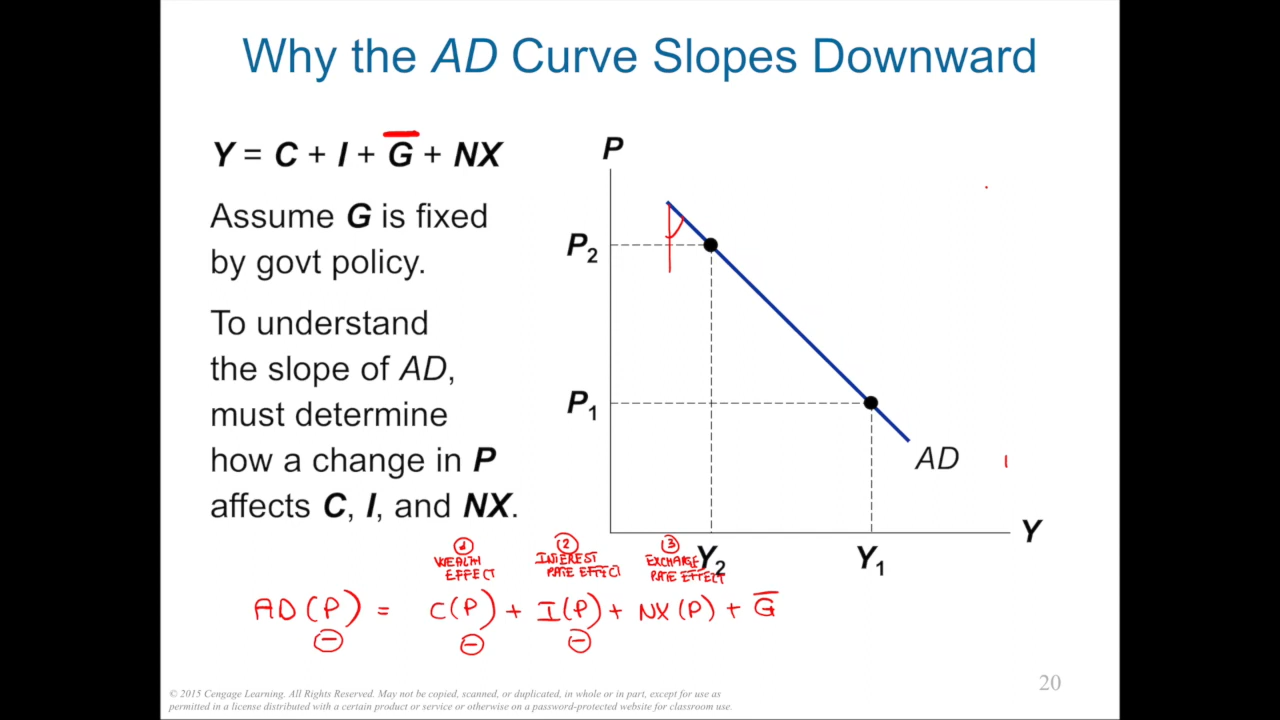 Why the AD Curve Slopes Downward
Y = C + I + G̅ + NX
Assume G is fixed
by govt policy.
To understand
the slope of AD,
must determine
how a change in P
affects C, I, and NX.
P
P₂
P₁
AD
Y
Y₂
Y₁
① WEALTH EFFECT
② INTEREST RATE EFFECT
③ EXCHARGE RATE EFFECT
AD(P) = C(P) + I(P) + NX(P) + G̅
⊖ ⊖ ⊖
20
© 2015 Cengage Learning. All Rights Reserved. May not be copied, scanned, or duplicated, in whole or in part, except for use as
permitted in a license distributed with a certain product or service or otherwise on a password-protected website for classroom use.